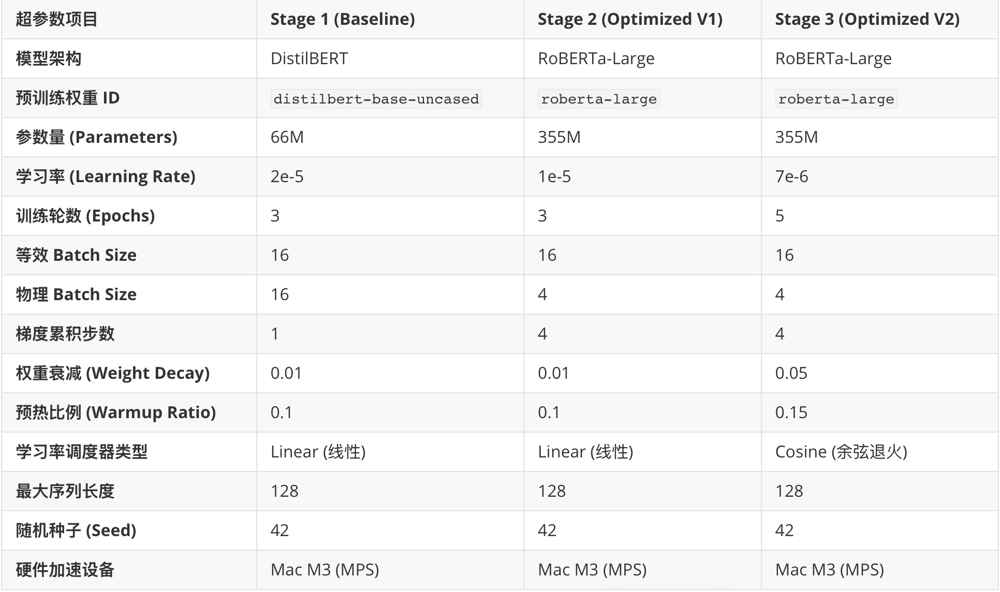 超参数项目 Stage 1 (Baseline) Stage 2 (Optimized V1) Stage 3 (Optimized V2)
模型架构 DistilBERT RoBERTa-Large RoBERTa-Large
预训练权重 ID distilbert-base-uncased roberta-large roberta-large
参数量 (Parameters) 66M 355M 355M
学习率 (Learning Rate) 2e-5 1e-5 7e-6
训练轮数 (Epochs) 3 3 5
等效 Batch Size 16 16 16
物理 Batch Size 16 4 4
梯度累积步数 1 4 4
权重衰减 (Weight Decay) 0.01 0.01 0.05
预热比例 (Warmup Ratio) 0.1 0.1 0.15
学习率调度器类型 Linear (线性) Linear (线性) Cosine (余弦退火)
最大序列长度 128 128 128
随机种子 (Seed) 42 42 42
硬件加速设备 Mac M3 (MPS) Mac M3 (MPS) Mac M3 (MPS)